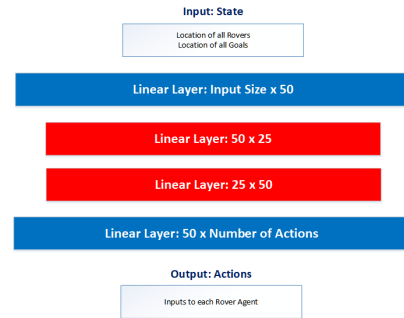 Input: State
Location of all Rovers
Location of all Goals
Linear Layer: Input Size x 50
Linear Layer: 50 x 25
Linear Layer: 25 x 50
Linear Layer: 50 x Number of Actions
Output: Actions
Inputs to each Rover Agent